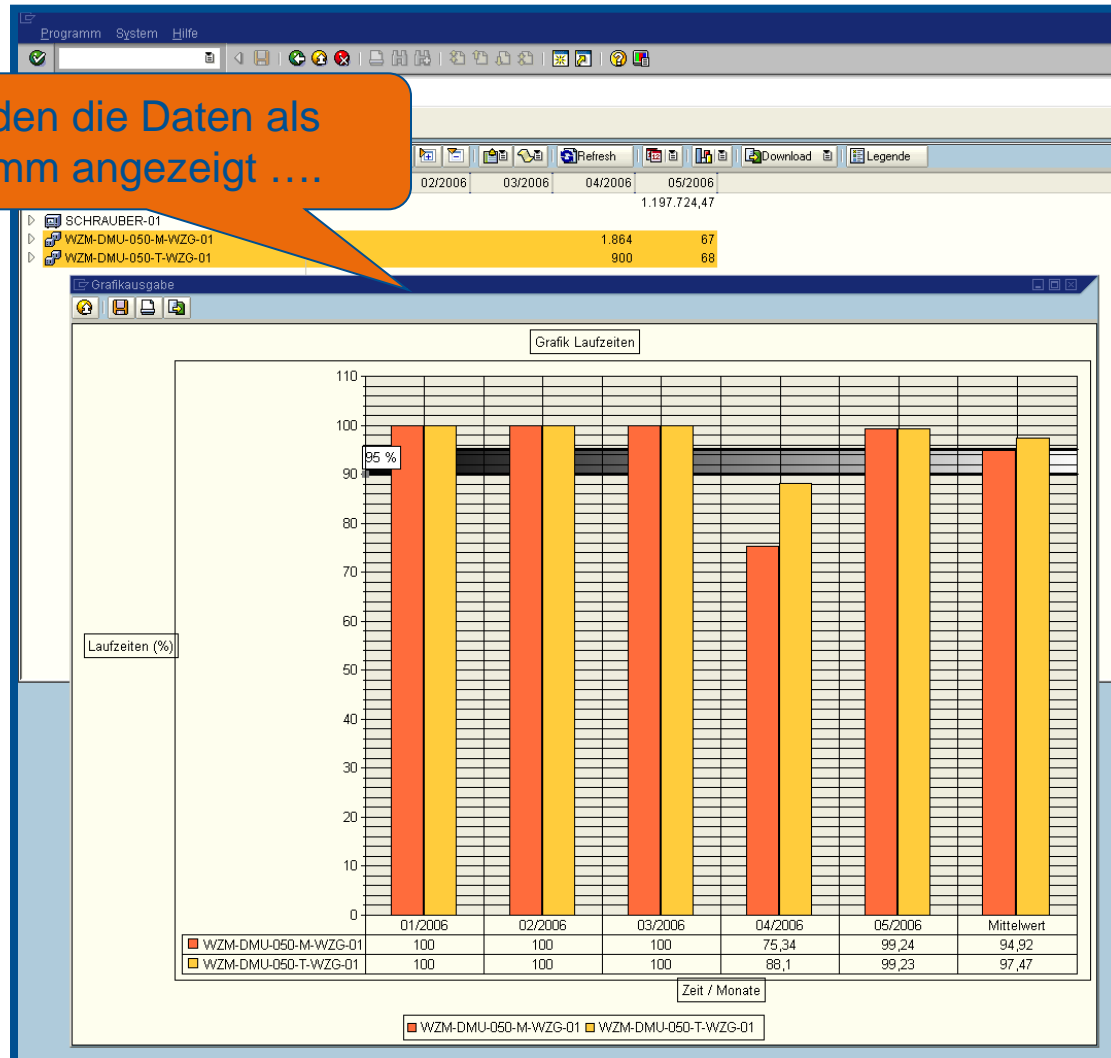 Programm System Hilfe
den die Daten als
mm angezeigt ....
Refresh Download Legende
02/2006 03/2006 04/2006 05/2006
1.197.724,47
SCHRAUBER-01
WZM-DMU-050-M-WZG-01 1.864 67
WZM-DMU-050-T-WZG-01 900 68
Grafikausgabe
Grafik Laufzeiten
110
100
95 %
90
80
70
60
Laufzeiten (%)
50
40
30
20
10
0
01/2006 02/2006 03/2006 04/2006 05/2006 Mittelwert
WZM-DMU-050-M-WZG-01 100 100 100 75,34 99,24 94,92
WZM-DMU-050-T-WZG-01 100 100 100 88,1 99,23 97,47
Zeit / Monate
WZM-DMU-050-M-WZG-01 WZM-DMU-050-T-WZG-01